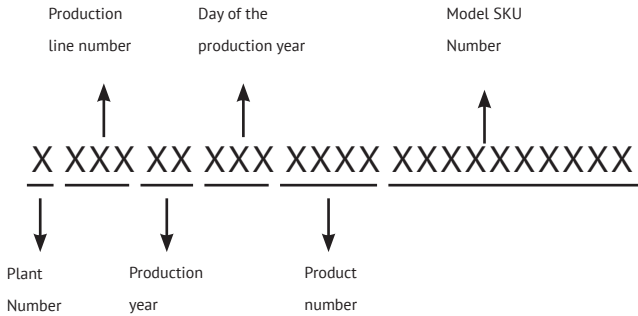 Production
line number
Day of the
production year
Model SKU
Number
X XXX XX XXX XXXX XXXXXXXXXX
Plant
Number
Production
year
Product
number